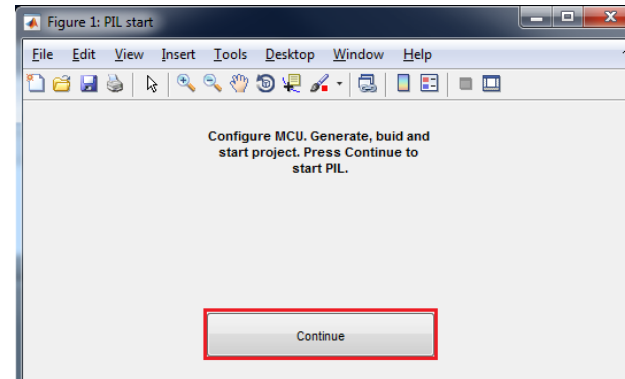 Figure 1: PIL start
File Edit View Insert Tools Desktop Window Help
Configure MCU. Generate, buid and
start project. Press Continue to
start PIL.
Continue